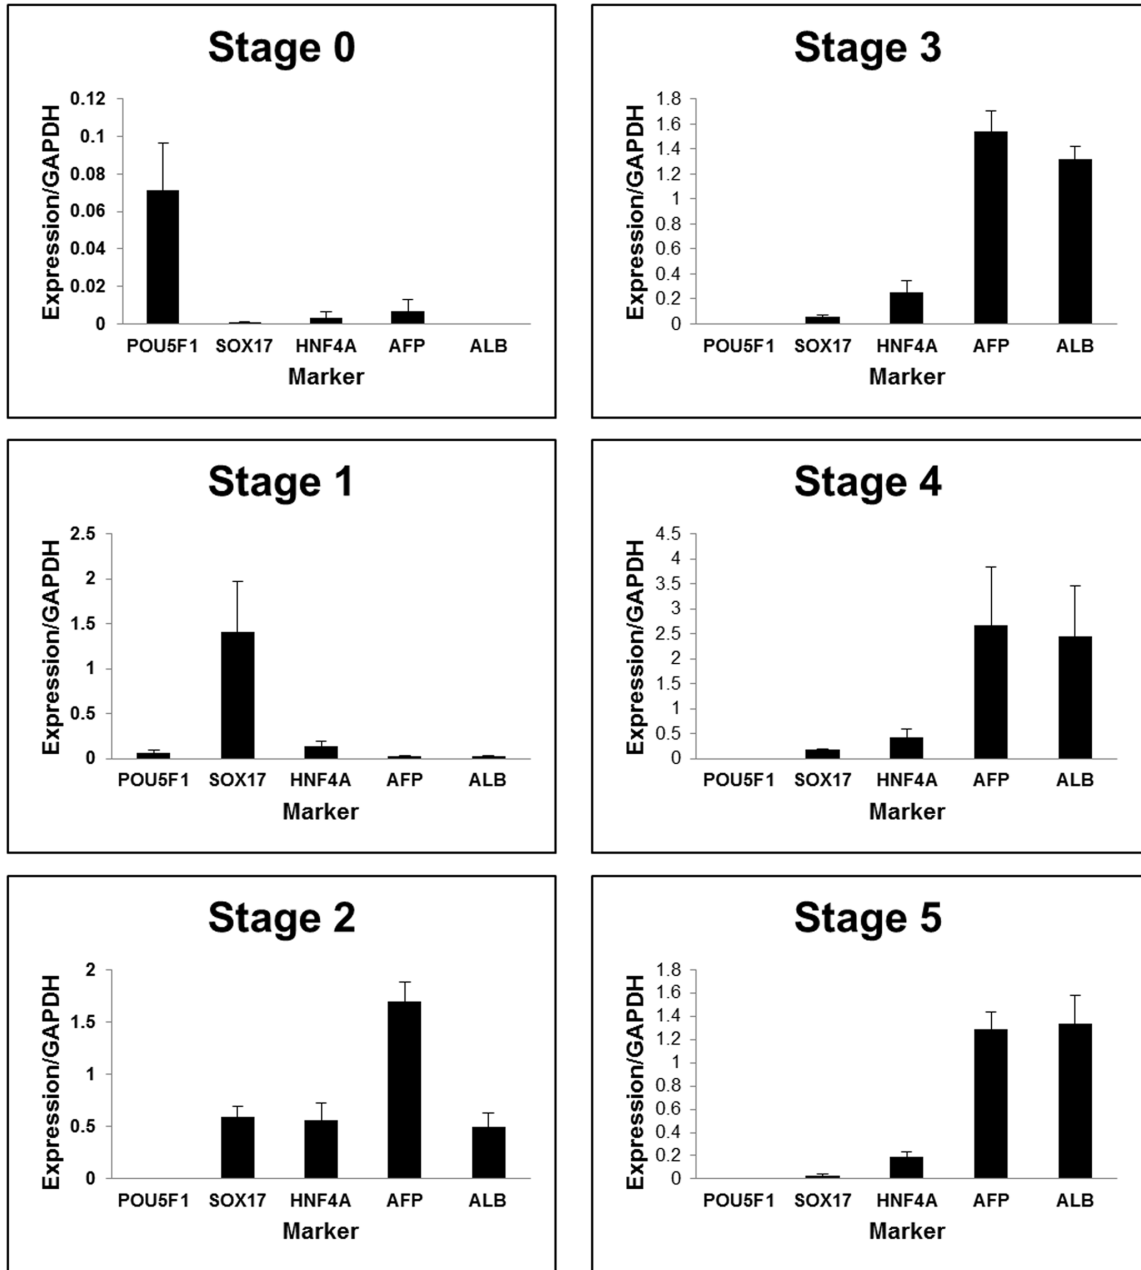 Stage 0
Expression/GAPDH
0.12
0.1
0.08
0.06
0.04
0.02
0
POU5F1 SOX17 HNF4A AFP ALB
Marker
Stage 3
Expression/GAPDH
1.8
1.6
1.4
1.2
1
0.8
0.6
0.4
0.2
0
POU5F1 SOX17 HNF4A AFP ALB
Marker
Stage 1
Expression/GAPDH
2.5
2
1.5
1
0.5
0
POU5F1 SOX17 HNF4A AFP ALB
Marker
Stage 4
Expression/GAPDH
4.5
4
3.5
3
2.5
2
1.5
1
0.5
0
POU5F1 SOX17 HNF4A AFP ALB
Marker
Stage 2
Expression/GAPDH
2
1.5
1
0.5
0
POU5F1 SOX17 HNF4A AFP ALB
Marker
Stage 5
Expression/GAPDH
1.8
1.6
1.4
1.2
1
0.8
0.6
0.4
0.2
0
POU5F1 SOX17 HNF4A AFP ALB
Marker